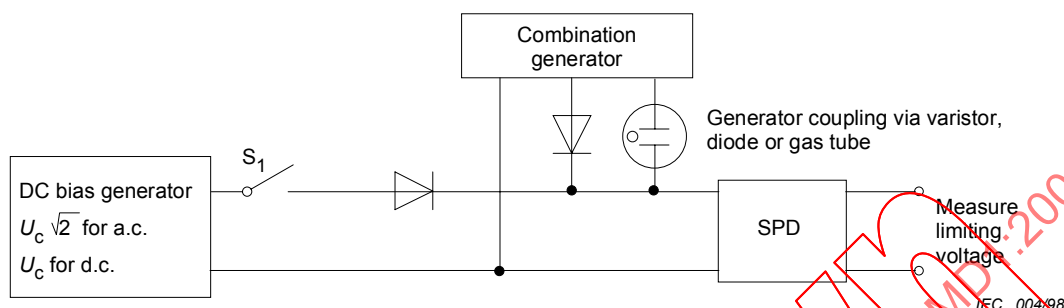 Combination
generator
Generator coupling via varistor,
diode or gas tube
S1
DC bias generator
Uc √2 for a.c.
Uc for d.c.
SPD
Measure
limiting
voltage
IEC 004/98